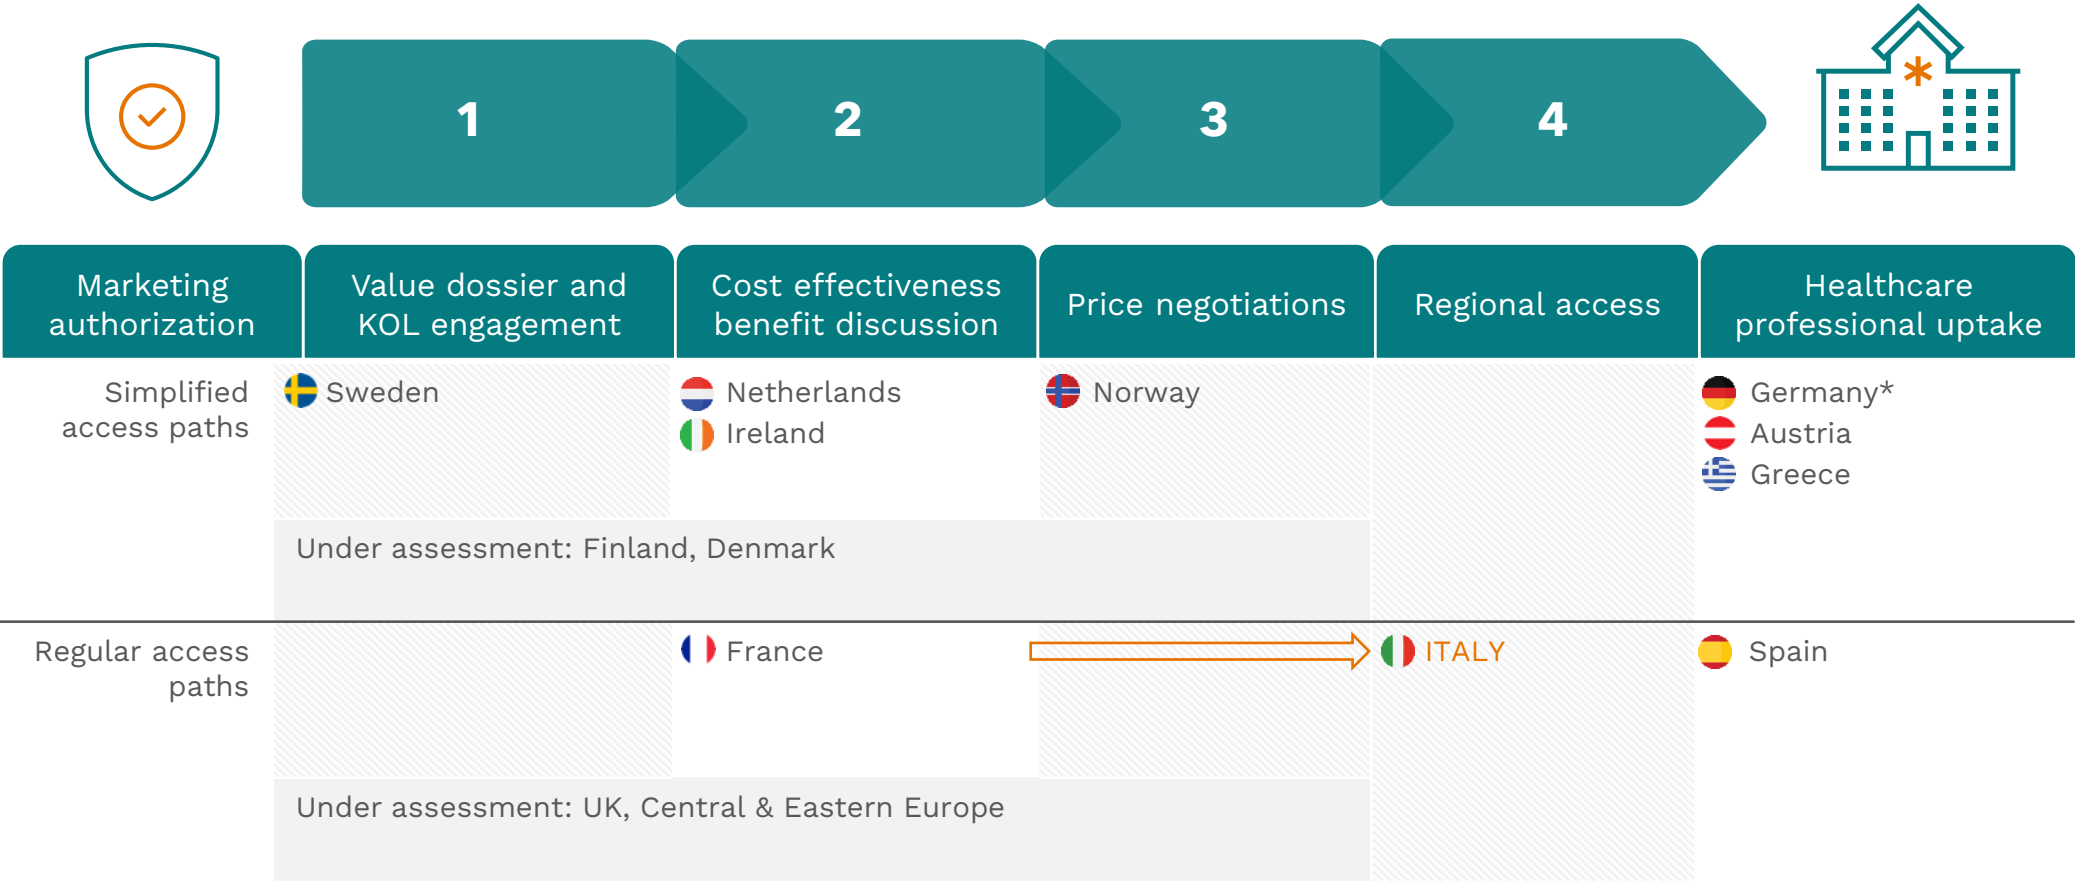 1
2
3
4
Marketing
authorization
Value dossier and
KOL engagement
Cost effectiveness
benefit discussion
Price negotiations
Regional access
Healthcare
professional uptake
Simplified
access paths
Sweden
Netherlands
Ireland
Norway
Germany*
Austria
Greece
Under assessment: Finland, Denmark
Regular access
paths
France
ITALY
Spain
Under assessment: UK, Central & Eastern Europe